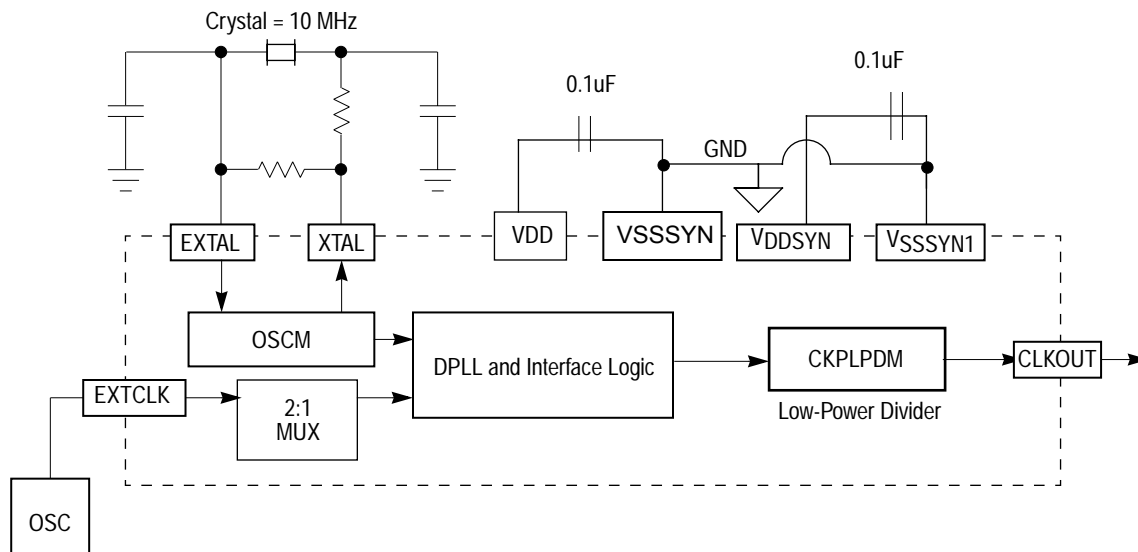 Crystal = 10 MHz
0.1uF
0.1uF
GND
EXTAL
XTAL
VDD
VSSSYN
VDDSYN
VSSSYN1
OSCM
DPLL and Interface Logic
CKPLPDM
CLKOUT
EXTCLK
2:1
MUX
Low-Power Divider
OSC